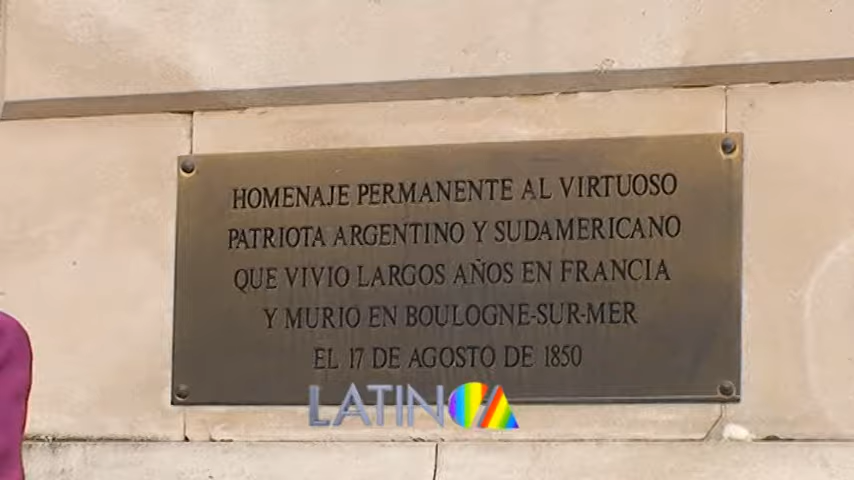 HOMENAJE PERMANENTE AL VIRTUOSO
PATRIOTA ARGENTINO Y SUDAMERICANO
QUE VIVIO LARGOS AÑOS EN FRANCIA
Y MURIO EN BOULOGNE-SUR-MER
EL 17 DE AGOSTO DE 1850
LATINA